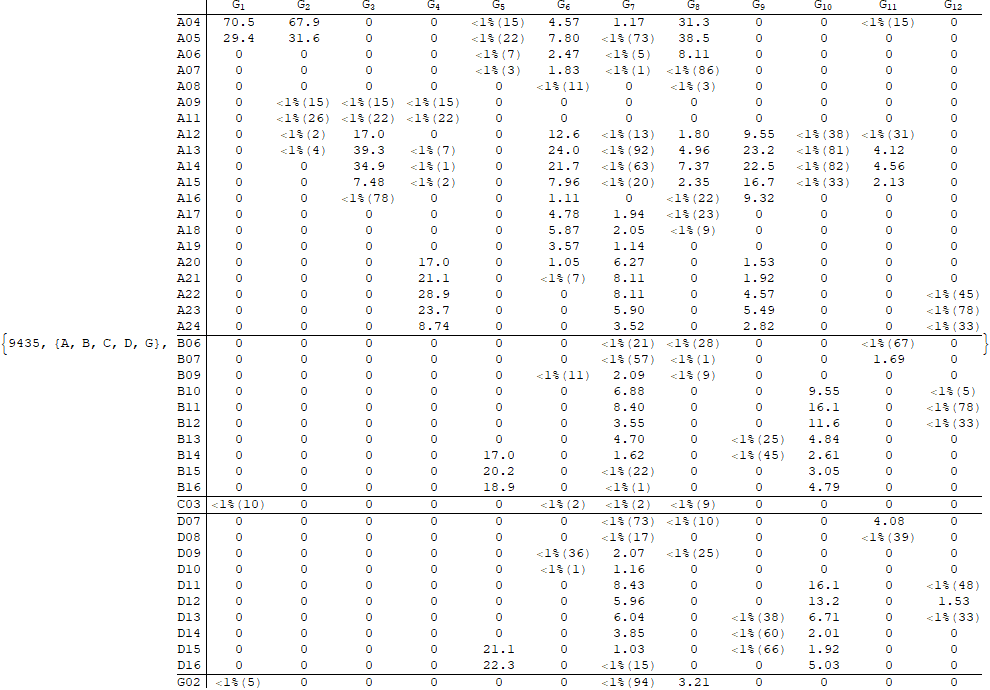 G1 G2 G3 G4 G5 G6 G7 G8 G9 G10 G11 G12
A04 70.5 67.9 0 0 <1%(15) 4.57 1.17 31.3 0 0 <1%(15) 0
A05 29.4 31.6 0 0 <1%(22) 7.80 <1%(73) 38.5 0 0 0 0
A06 0 0 0 0 <1%(7) 2.47 <1%(5) 8.11 0 0 0 0
A07 0 0 0 0 <1%(3) 1.83 <1%(1) <1%(86) 0 0 0 0
A08 0 0 0 0 0 <1%(11) 0 <1%(3) 0 0 0 0
A09 0 <1%(15) <1%(15) <1%(15) 0 0 0 0 0 0 0 0
A11 0 <1%(26) <1%(22) <1%(22) 0 0 0 0 0 0 0 0
A12 0 <1%(2) 17.0 0 0 12.6 <1%(13) 1.80 9.55 <1%(38) <1%(31) 0
A13 0 <1%(4) 39.3 <1%(7) 0 24.0 <1%(92) 4.96 23.2 <1%(81) 4.12 0
A14 0 0 34.9 <1%(1) 0 21.7 <1%(63) 7.37 22.5 <1%(82) 4.56 0
A15 0 0 7.48 <1%(2) 0 7.96 <1%(20) 2.35 16.7 <1%(33) 2.13 0
A16 0 0 <1%(78) 0 0 1.11 0 <1%(22) 9.32 0 0 0
A17 0 0 0 0 0 4.78 1.94 <1%(23) 0 0 0 0
A18 0 0 0 0 0 5.87 2.05 <1%(9) 0 0 0 0
A19 0 0 0 0 0 3.57 1.14 0 0 0 0 0
A20 0 0 0 17.0 0 1.05 6.27 0 1.53 0 0 0
A21 0 0 0 21.1 0 <1%(7) 8.11 0 1.92 0 0 0
A22 0 0 0 28.9 0 0 8.11 0 4.57 0 0 <1%(45)
A23 0 0 0 23.7 0 0 5.90 0 5.49 0 0 <1%(78)
A24 0 0 0 8.74 0 0 3.52 0 2.82 0 0 <1%(33)
{9435, {A, B, C, D, G}, B06 0 0 0 0 0 0 <1%(21) <1%(28) 0 0 <1%(67) 0 }
B07 0 0 0 0 0 0 <1%(57) <1%(1) 0 0 1.69 0
B09 0 0 0 0 0 <1%(11) 2.09 <1%(9) 0 0 0 0
B10 0 0 0 0 0 0 6.88 0 0 9.55 0 <1%(5)
B11 0 0 0 0 0 0 8.40 0 0 16.1 0 <1%(78)
B12 0 0 0 0 0 0 3.55 0 0 11.6 0 <1%(33)
B13 0 0 0 0 0 0 4.70 0 <1%(25) 4.84 0 0
B14 0 0 0 0 17.0 0 1.62 0 <1%(45) 2.61 0 0
B15 0 0 0 0 20.2 0 <1%(22) 0 0 3.05 0 0
B16 0 0 0 0 18.9 0 <1%(1) 0 0 4.79 0 0
C03 <1%(10) 0 0 0 0 <1%(2) <1%(2) <1%(9) 0 0 0 0
D07 0 0 0 0 0 0 <1%(73) <1%(10) 0 0 4.08 0
D08 0 0 0 0 0 0 <1%(17) 0 0 0 <1%(39) 0
D09 0 0 0 0 0 <1%(36) 2.07 <1%(25) 0 0 0 0
D10 0 0 0 0 0 <1%(1) 1.16 0 0 0 0 0
D11 0 0 0 0 0 0 8.43 0 0 16.1 0 <1%(48)
D12 0 0 0 0 0 0 5.96 0 0 13.2 0 1.53
D13 0 0 0 0 0 0 6.04 0 <1%(38) 6.71 0 <1%(33)
D14 0 0 0 0 0 0 3.85 0 <1%(60) 2.01 0 0
D15 0 0 0 0 21.1 0 1.03 0 <1%(66) 1.92 0 0
D16 0 0 0 0 22.3 0 <1%(15) 0 0 5.03 0 0
G02 <1%(5) 0 0 0 0 0 <1%(94) 3.21 0 0 0 0